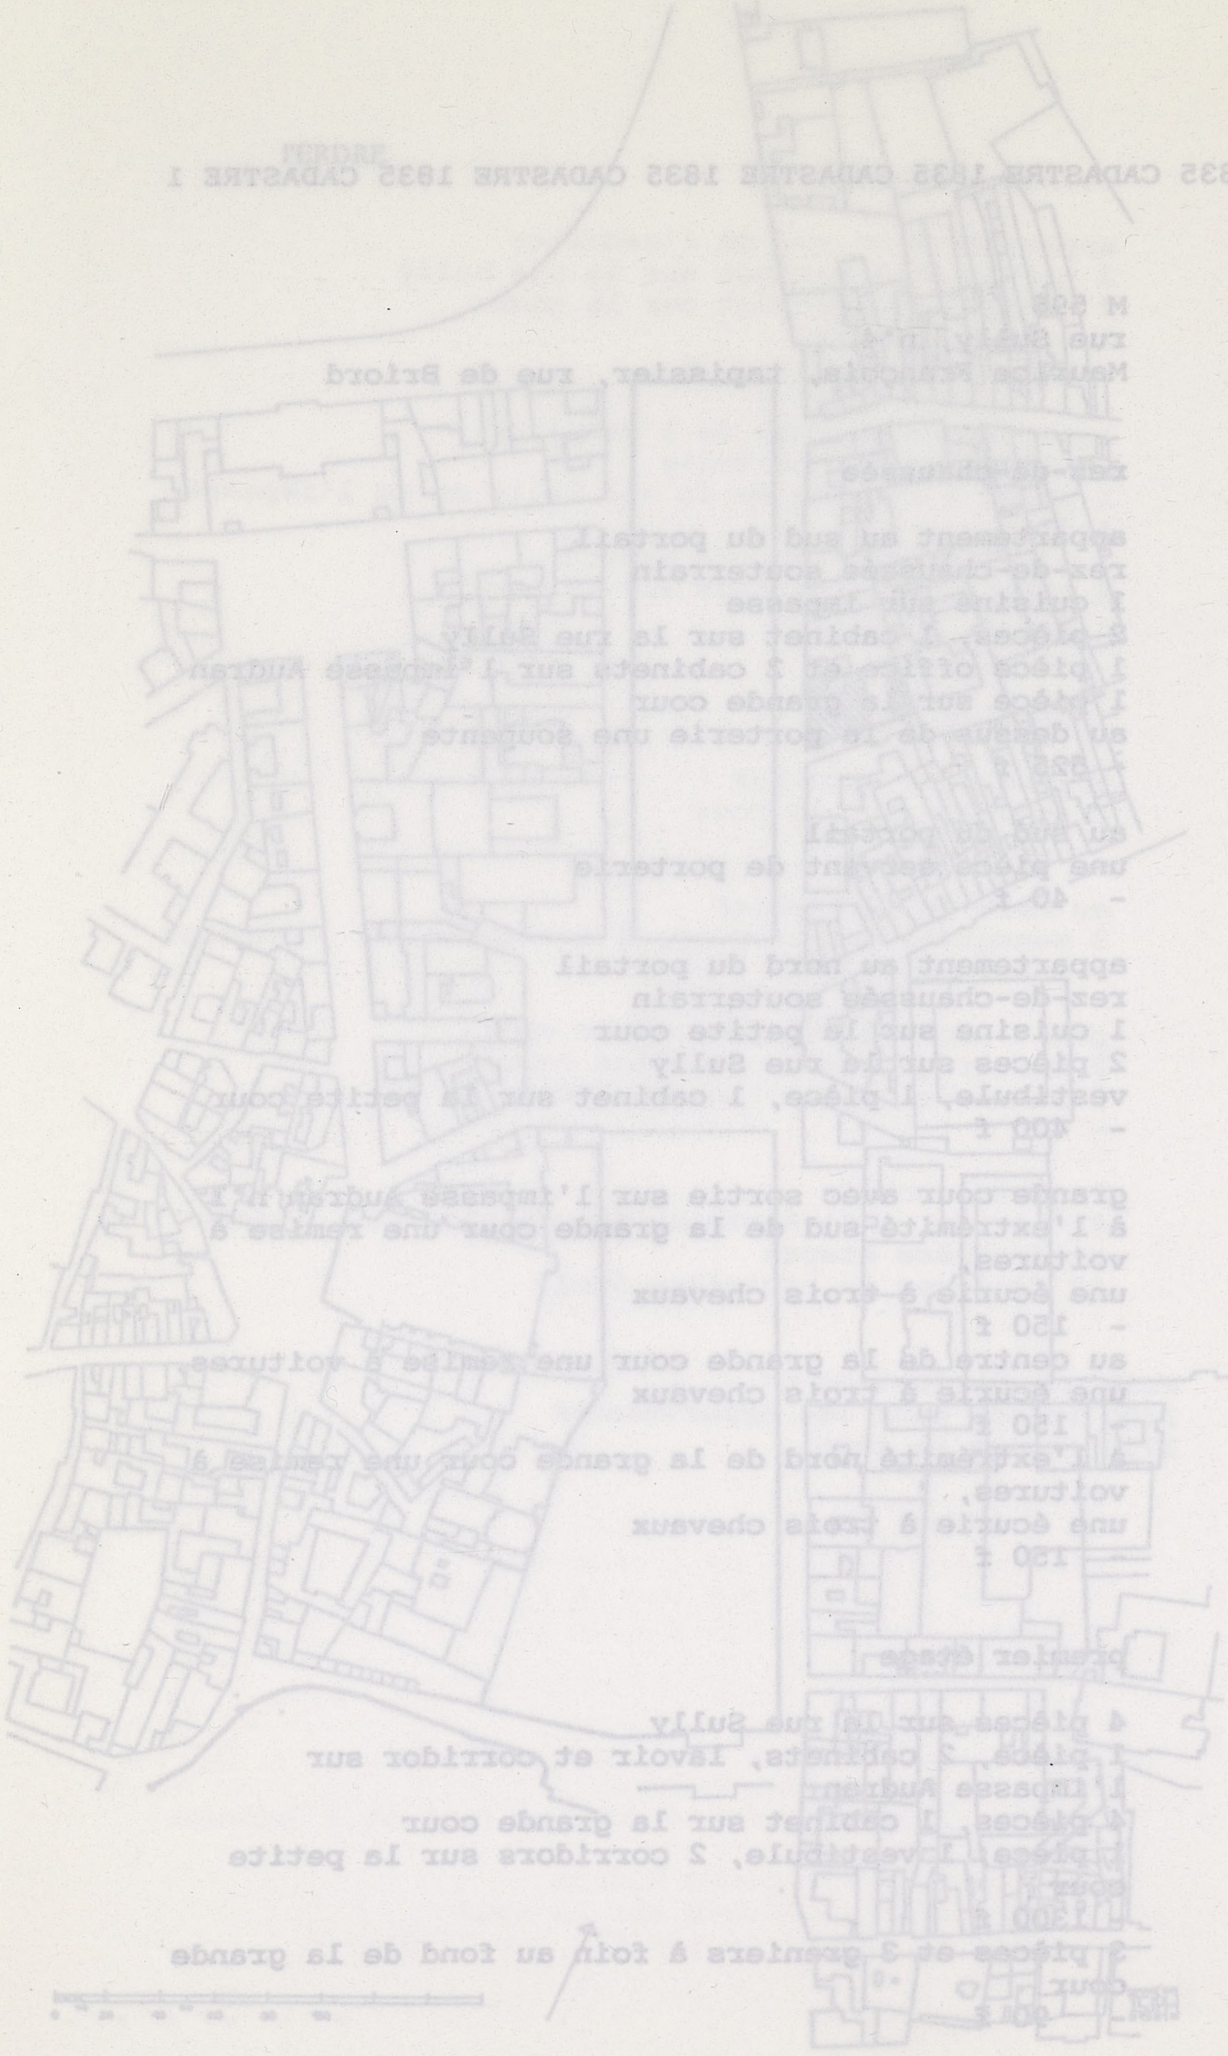 L'ERDRE
835 CADASTRE 1835 CADASTRE 1835 CADASTRE 1835 CADASTRE 1
M 598
rue Sully, n°4
Maurice François, tapissier, rue de Briord
rez-de-chaussée
appartement au sud du portail
rez-de-chaussée souterrain
1 cuisine sur impasse
2 pièces, 1 cabinet sur la rue Sully
1 pièce office et 2 cabinets sur l'impasse Audran
1 pièce sur la grande cour
au dessus de la porterie une soupente
- 825 f
au sud du portail
une pièce servant de porterie
- 40 f
appartement au nord du portail
rez-de-chaussée souterrain
1 cuisine sur la petite cour
2 pièces sur la rue Sully
vestibule, 1 pièce, 1 cabinet sur la petite cour
- 400 f
grande cour avec sortie sur l'impasse Audran n°1
à l'extrémité sud de la grande cour une remise à
voitures,
une écurie à trois chevaux
- 150 f
au centre de la grande cour une remise à voitures,
une écurie à trois chevaux
- 150 f
à l'extrémité nord de la grande cour une remise à
voitures,
une écurie à trois chevaux
- 150 f
premier étage
4 pièces sur la rue Sully
1 pièce, 2 cabinets, lavoir et corridor sur
l'impasse Audran
4 pièces, 1 cabinet sur la grande cour
1 pièce, 1 vestibule, 2 corridors sur la petite
cour
- 1300 f
3 pièces et 3 greniers à foin au fond de la grande
cour
- 90 f